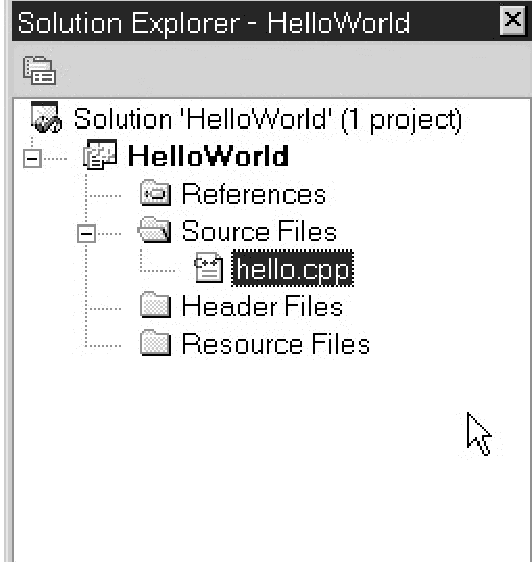 Solution Explorer - HelloWorld
Solution 'HelloWorld' (1 project)
HelloWorld
References
Source Files
hello.cpp
Header Files
Resource Files